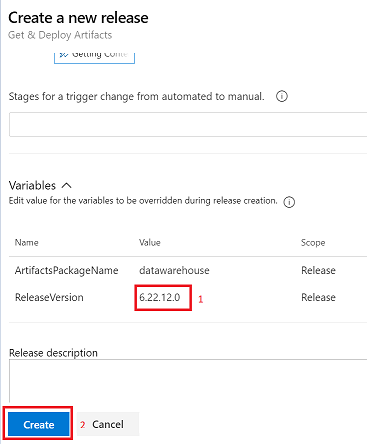 Create a new release
Get & Deploy Artifacts
Getting Conte
Stages for a trigger change from automated to manual.
Variables
Edit value for the variables to be overridden during release creation.
Name Value Scope
ArtifactsPackageName datawarehouse Release
ReleaseVersion 6.22.12.0 1 Release
Release description
Create 2 Cancel